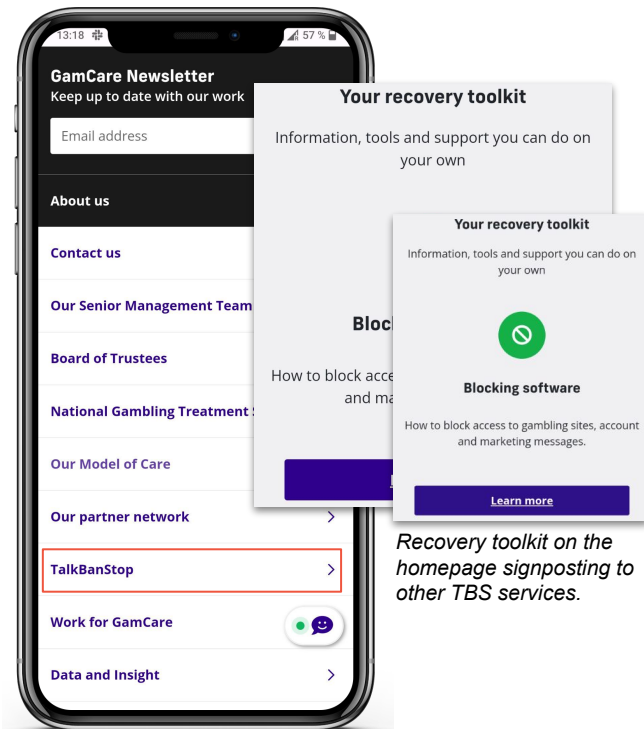 13:18
57 %
GamCare Newsletter
Keep up to date with our work
Email address
About us
Contact us
Our Senior Management Team
Board of Trustees
National Gambling Treatment
Our Model of Care
Our partner network
TalkBanStop
Work for GamCare
Data and Insight
Your recovery toolkit
Information, tools and support you can do on
your own
How to block
and
Your recovery toolkit
Information, tools and support you can do on
your own
Blocking software
How to block access to gambling sites, account
and marketing messages.
Learn more
Recovery toolkit on the
homepage signposting to
other TBS services.